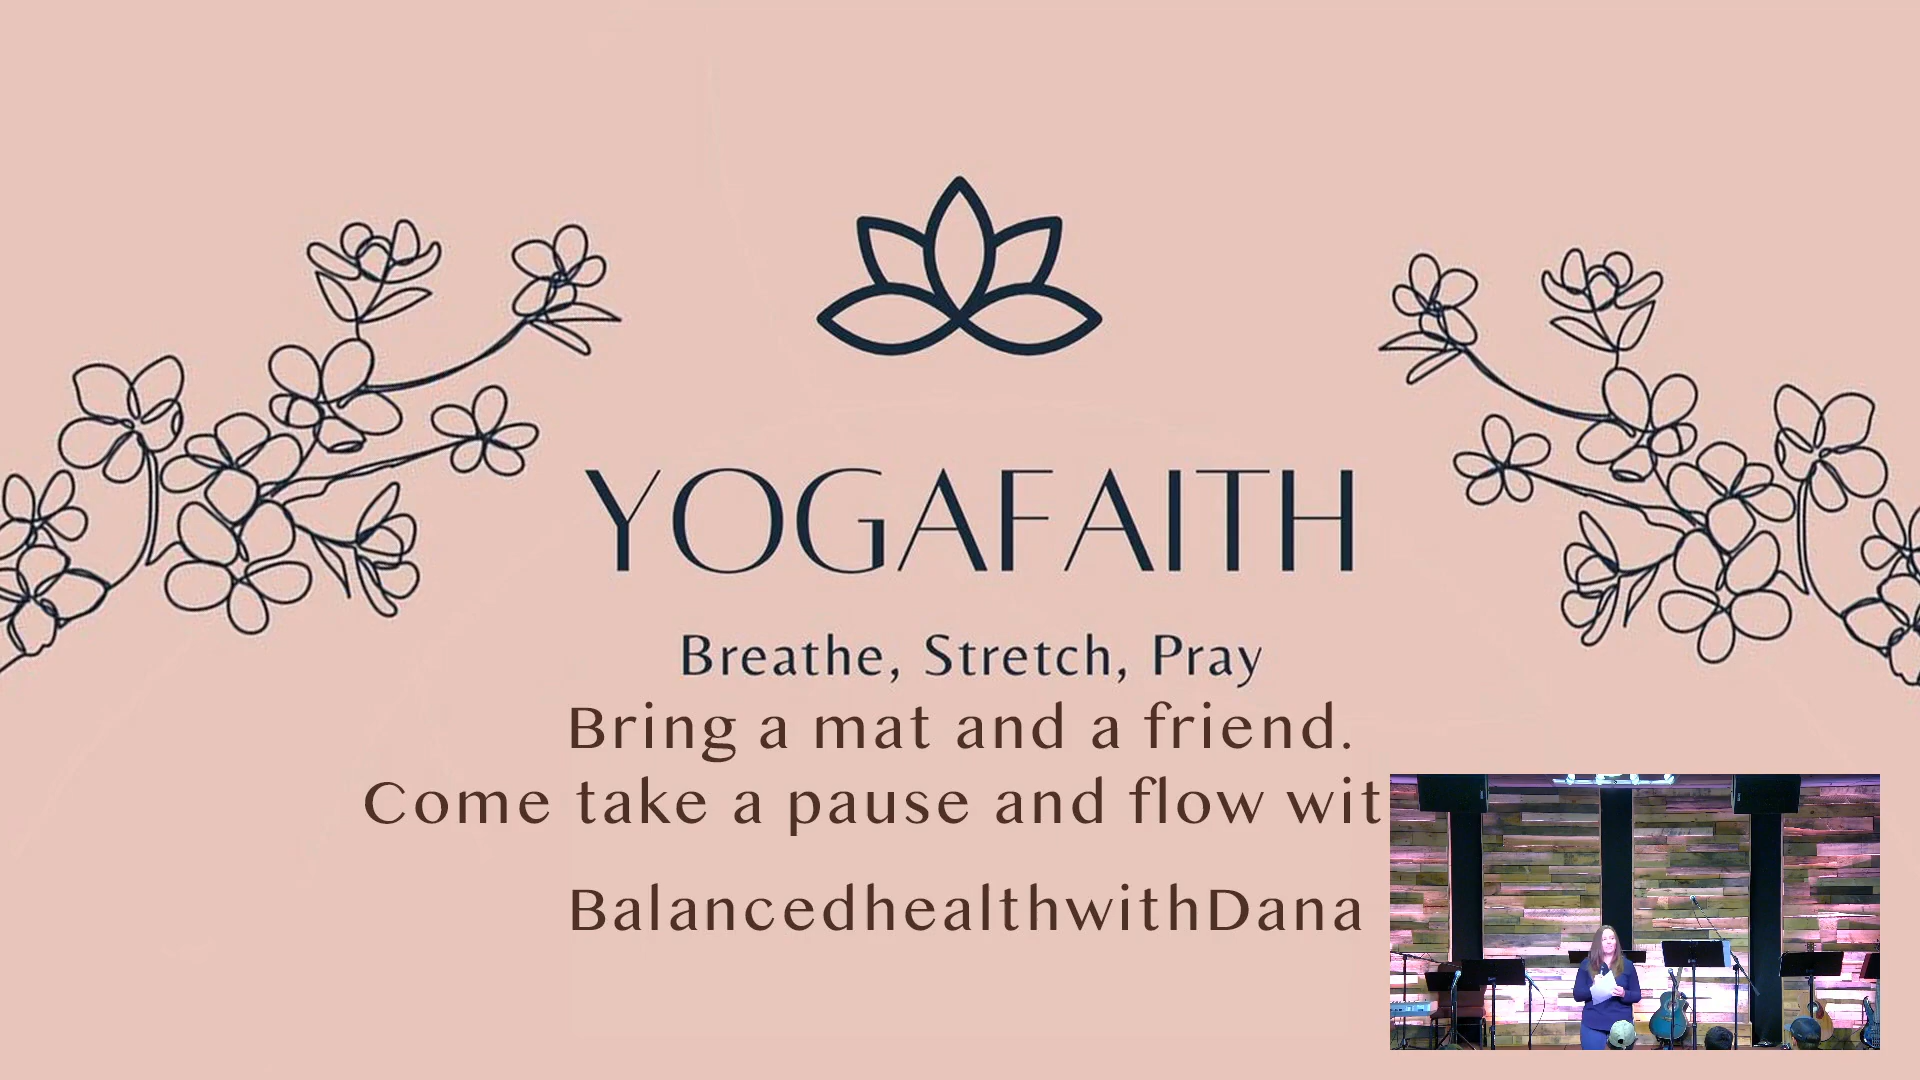 YOGAFAITH
Breathe, Stretch, Pray
Bring a mat and a friend.
Come take a pause and flow wit
BalancedhealthwithDana